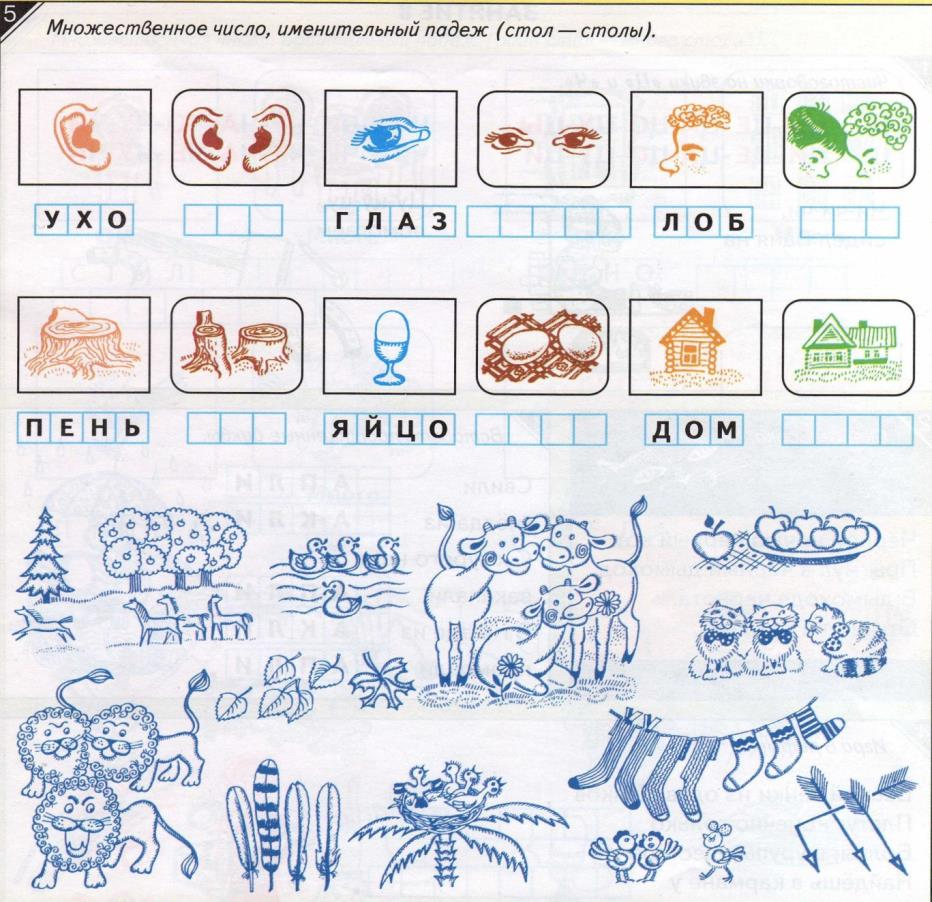 5
Множественное число, именительный падеж (стол — столы).
УХО ГЛАЗ ЛОБ
ПЕНЬ ЯЙЦО ДОМ